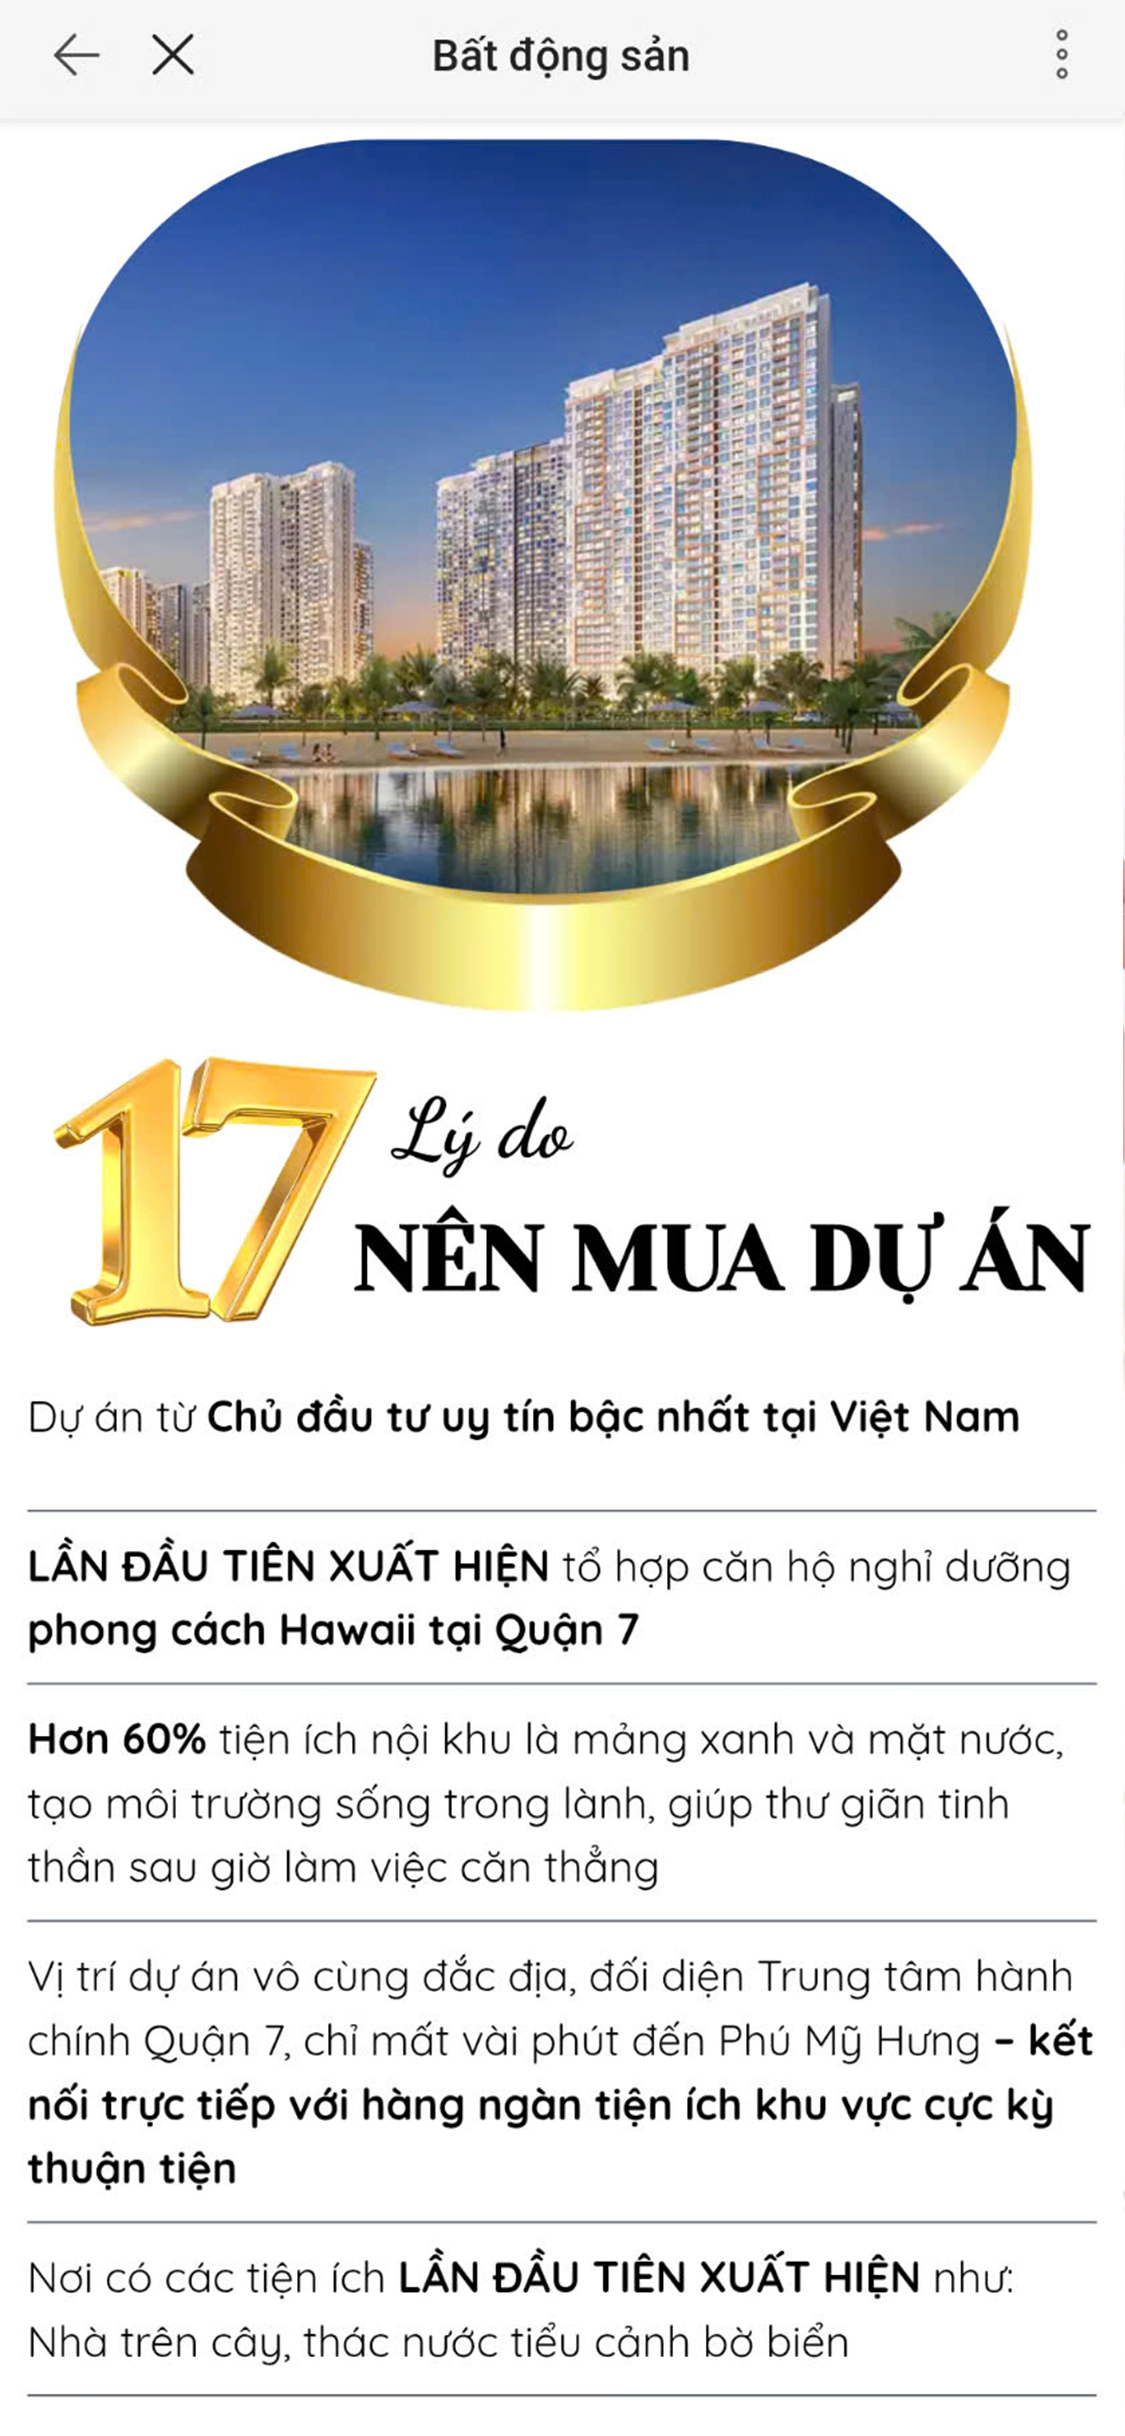 Bất động sản
17
Lý do
NÊN MUA DỰ ÁN
Dự án từ Chủ đầu tư uy tín bậc nhất tại Việt Nam
LẦN ĐẦU TIÊN XUẤT HIỆN tổ hợp căn hộ nghỉ dưỡng
phong cách Hawaii tại Quận 7
Hơn 60% tiện ích nội khu là mảng xanh và mặt nước,
tạo môi trường sống trong lành, giúp thư giãn tinh
thần sau giờ làm việc căn thẳng
Vị trí dự án vô cùng đắc địa, đối diện Trung tâm hành
chính Quận 7, chỉ mất vài phút đến Phú Mỹ Hưng – kết
nối trực tiếp với hàng ngàn tiện ích khu vực cực kỳ
thuận tiện
Nơi có các tiện ích LẦN ĐẦU TIÊN XUẤT HIỆN như:
Nhà trên cây, thác nước tiểu cảnh bờ biển